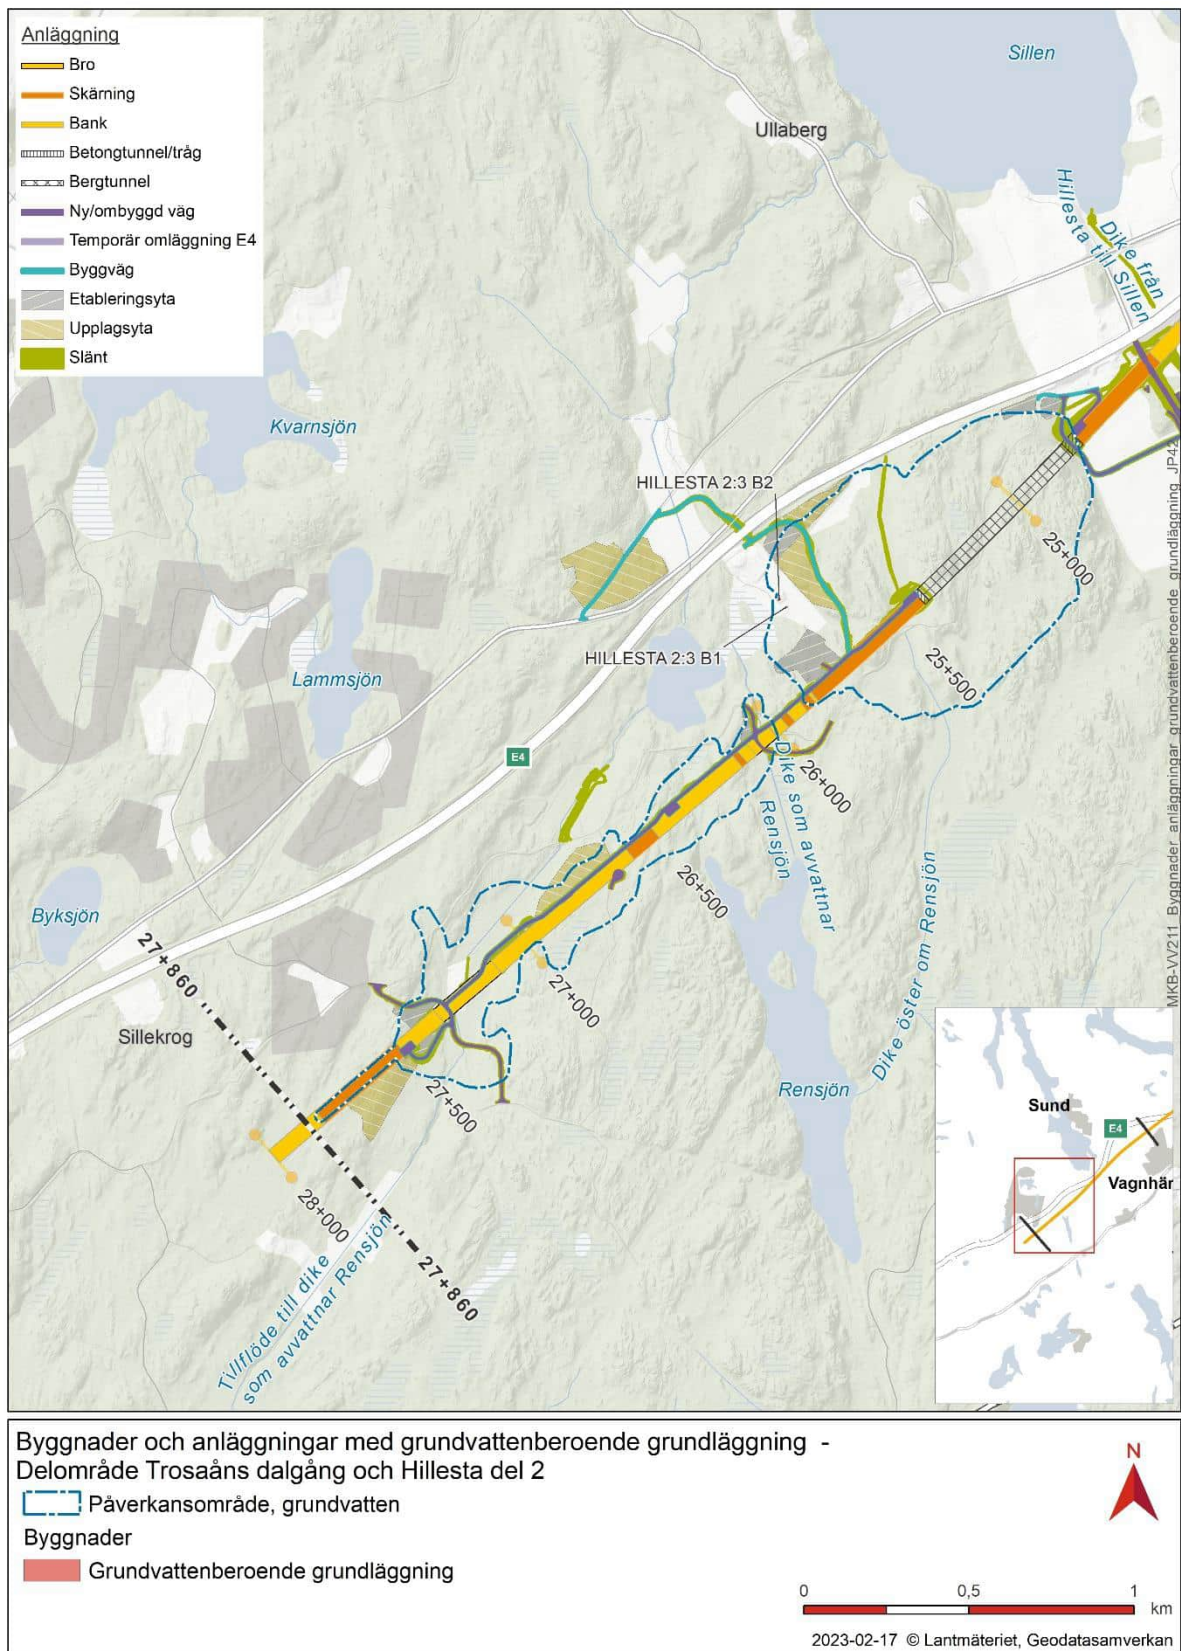 Anläggning
Bro
Skärning
Bank
Betongtunnel/tråg
Bergtunnel
Ny/ombyggd väg
Temporär omläggning E4
Byggväg
Etableringsyta
Upplagsyta
Slänt
Sillen
Ullaberg
Dike från
Hillesta till Sillen
Kvarnsjön
HILLESTA 2:3 B2
25+000
HILLESTA 2:3 B1
25+500
Lammsjön
E4
Dike som avvattnar
Rensjön
26+000
26+500
Byksjön
27+860
27+000
Dike öster om Rensjön
Sillekrog
Rensjön
27+500
28+000
27+860
Tillflöde till dike
som avvattnar Rensjön
Sund
E4
Vagnhär
MKB-VV211 Byggnader_anläggningar_grundvattenberoende_grundläggning_JP42
Byggnader och anläggningar med grundvattenberoende grundläggning -
Delområde Trosaåns dalgång och Hillesta del 2
Påverkansområde, grundvatten
Byggnader
Grundvattenberoende grundläggning
N
0 0,5 1
km
2023-02-17 © Lantmäteriet, Geodatasamverkan